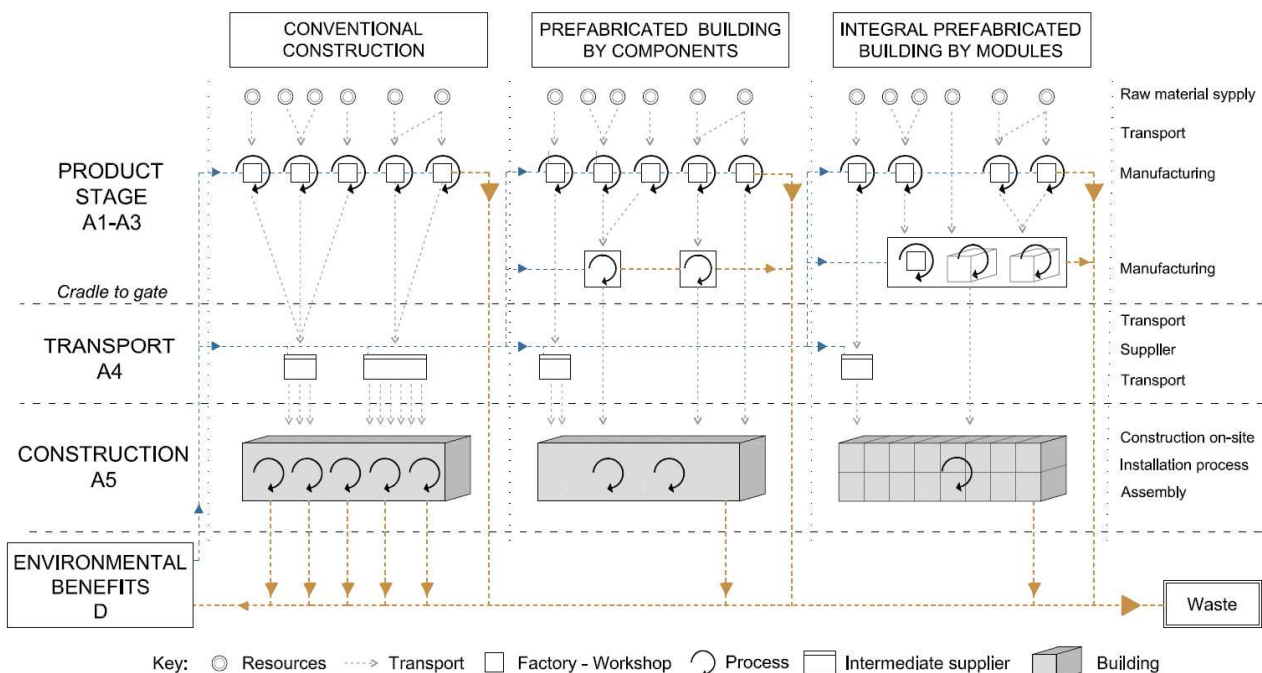 CONVENTIONAL
CONSTRUCTION
PREFABRICATED BUILDING
BY COMPONENTS
INTEGRAL PREFABRICATED
BUILDING BY MODULES
Raw material sypply
Transport
PRODUCT
STAGE
A1-A3
Manufacturing
Manufacturing
Cradle to gate
TRANSPORT
A4
Transport
Supplier
Transport
CONSTRUCTION
A5
Construction on-site
Installation process
Assembly
ENVIRONMENTAL
BENEFITS
D
Waste
Key: Resources Transport Factory - Workshop Process Intermediate supplier Building